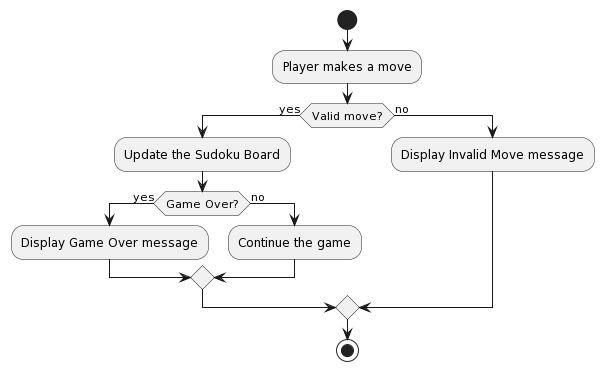 Player makes a move
yes
Valid move?
no
Update the Sudoku Board
Display Invalid Move message
yes
Game Over?
no
Display Game Over message
Continue the game